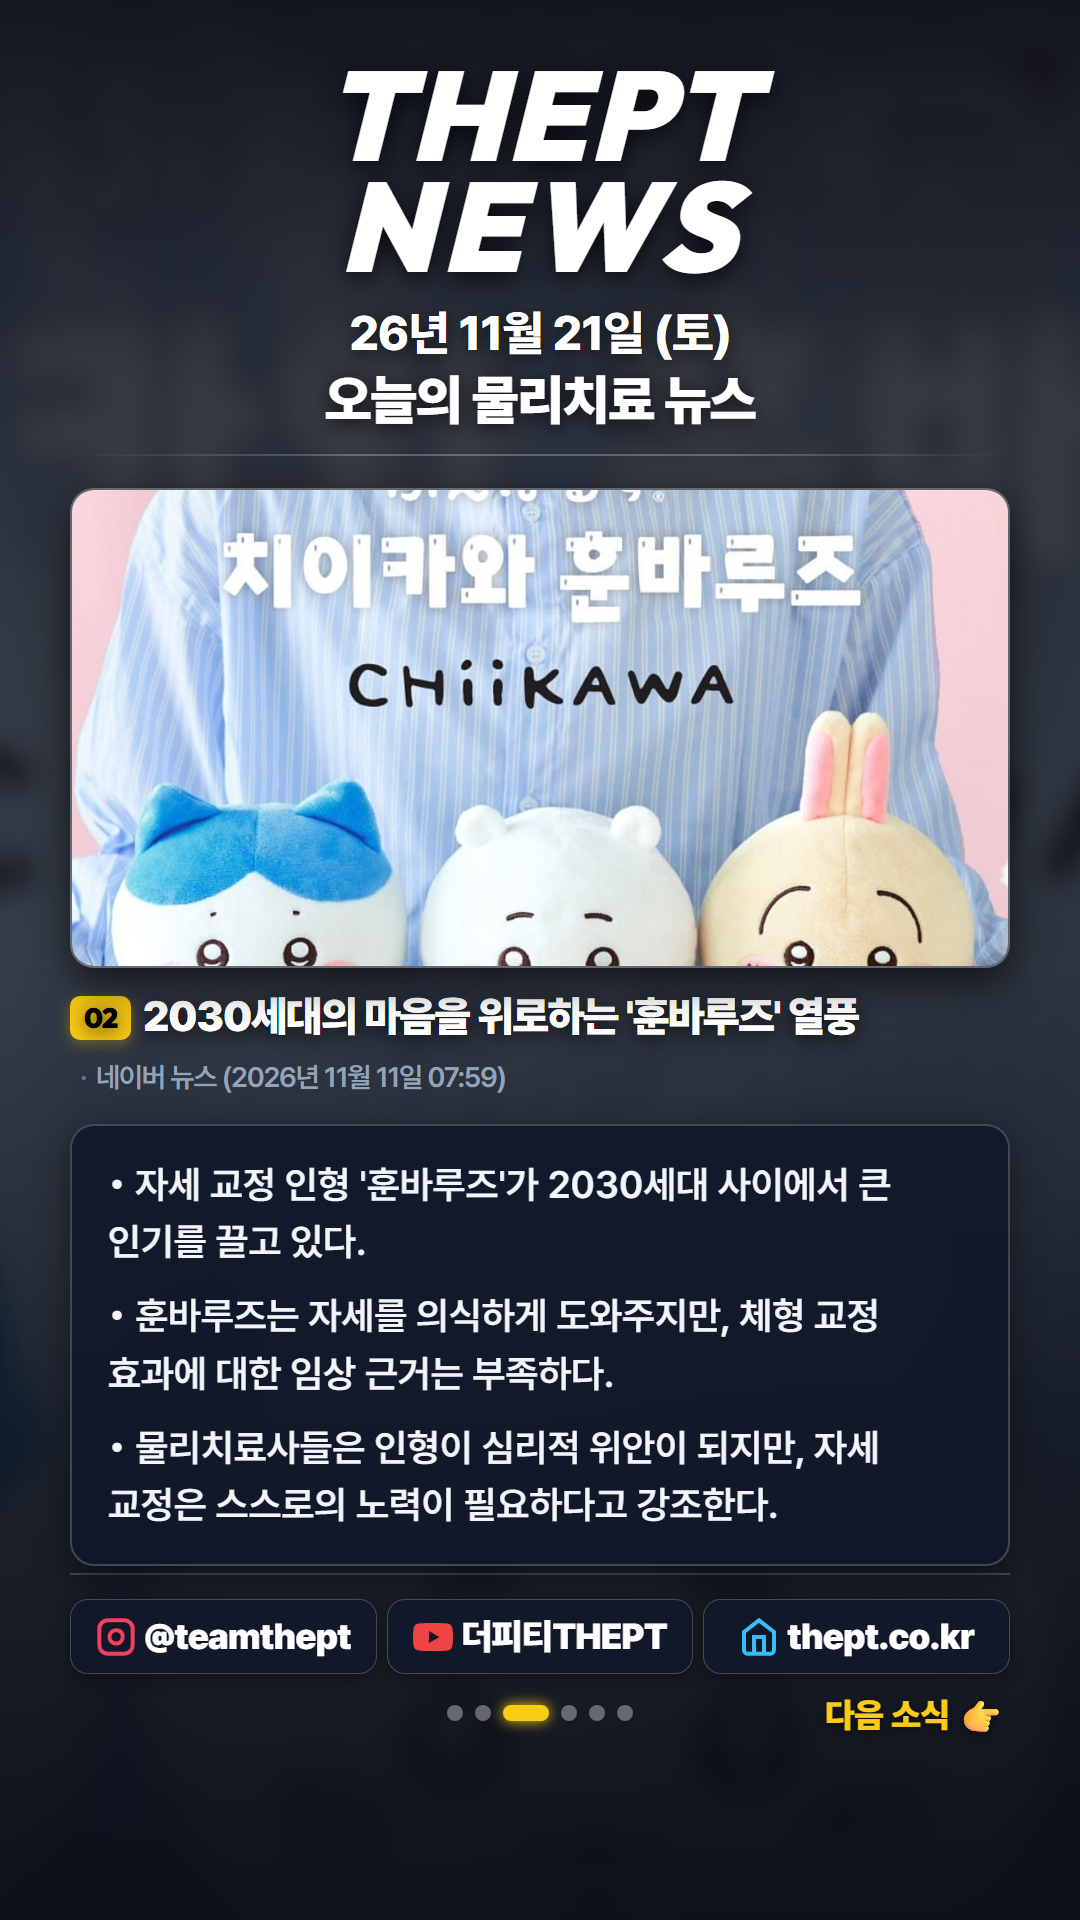 THEPT
NEWS
26년 11월 21일 (토)
오늘의 물리치료 뉴스
치이카와 훈바루즈
CHiiKAWA
02 2030세대의 마음을 위로하는 '훈바루즈' 열풍
· 네이버 뉴스 (2026년 11월 11일 07:59)
• 자세 교정 인형 '훈바루즈'가 2030세대 사이에서 큰
인기를 끌고 있다.
• 훈바루즈는 자세를 의식하게 도와주지만, 체형 교정
효과에 대한 임상 근거는 부족하다.
• 물리치료사들은 인형이 심리적 위안이 되지만, 자세
교정은 스스로의 노력이 필요하다고 강조한다.
@teamthept 더피티THEPT thept.co.kr
다음 소식